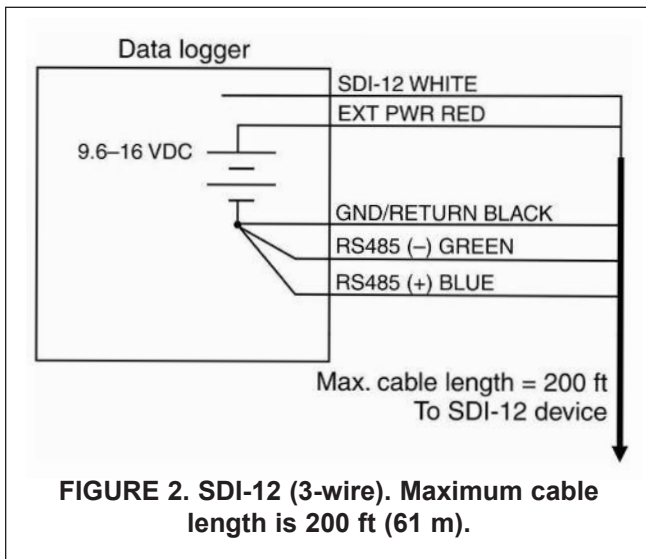 Data logger
SDI-12 WHITE
EXT PWR RED
9.6–16 VDC
GND/RETURN BLACK
RS485 (–) GREEN
RS485 (+) BLUE
Max. cable length = 200 ft
To SDI-12 device
FIGURE 2. SDI-12 (3-wire). Maximum cable
length is 200 ft (61 m).